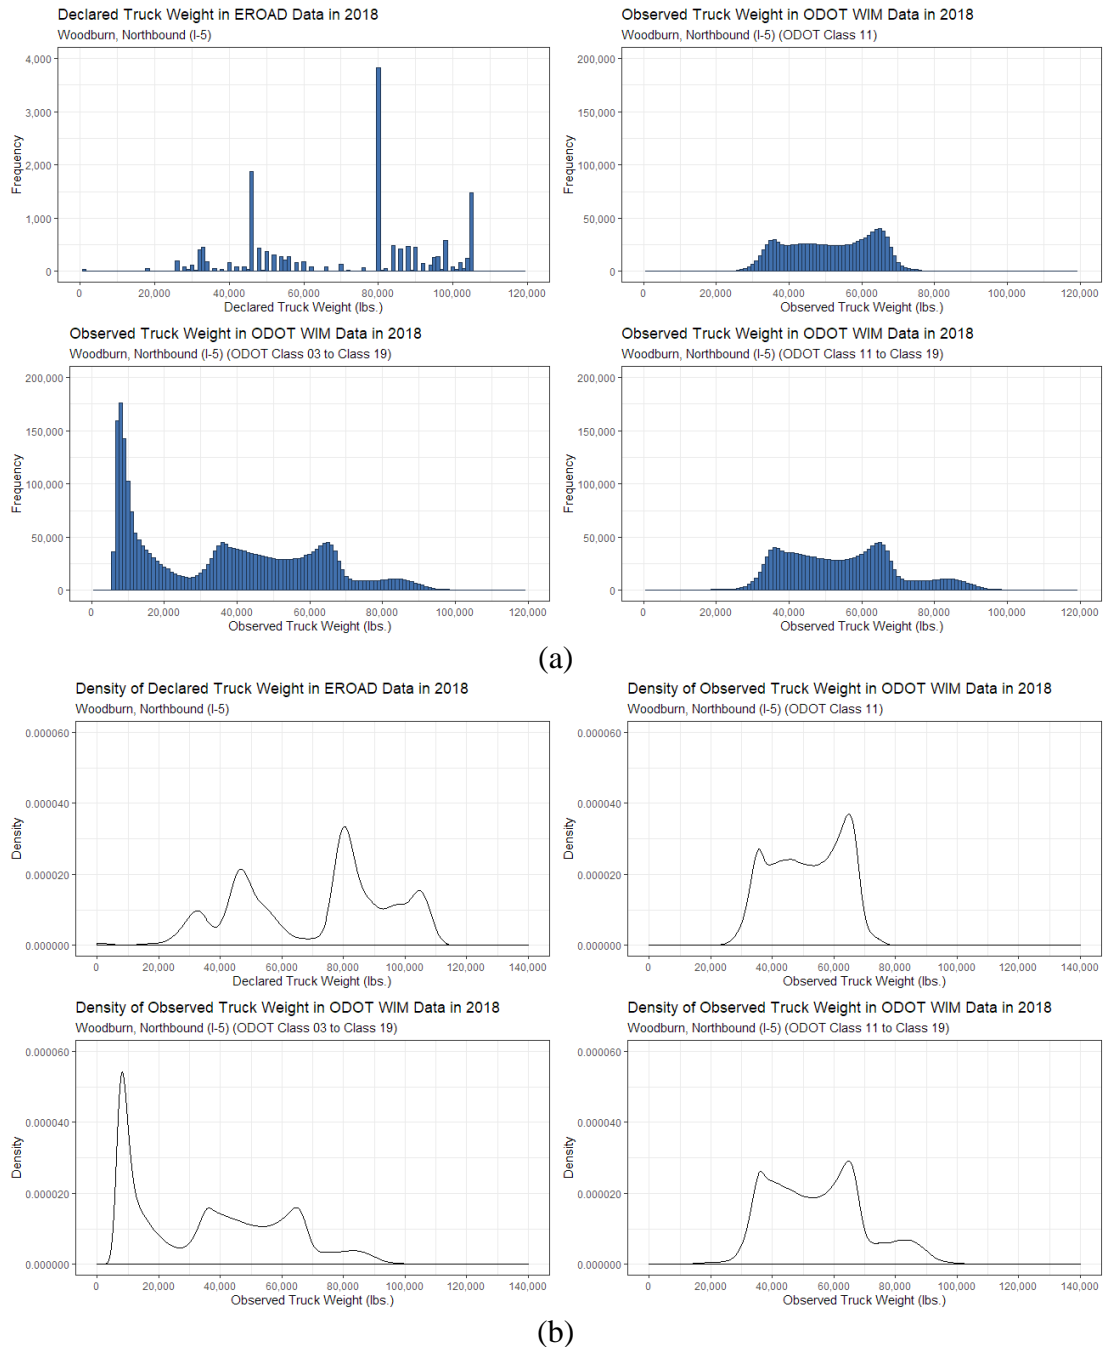 Declared Truck Weight in EROAD Data in 2018
Woodburn, Northbound (I-5)
4,000
3,000
2,000
1,000
0
Frequency
0 20,000 40,000 60,000 80,000 100,000 120,000
Declared Truck Weight (lbs.)
Observed Truck Weight in ODOT WIM Data in 2018
Woodburn, Northbound (I-5) (ODOT Class 11)
200,000
150,000
100,000
50,000
0
Frequency
0 20,000 40,000 60,000 80,000 100,000 120,000
Observed Truck Weight (lbs.)
Observed Truck Weight in ODOT WIM Data in 2018
Woodburn, Northbound (I-5) (ODOT Class 03 to Class 19)
200,000
150,000
100,000
50,000
0
Frequency
0 20,000 40,000 60,000 80,000 100,000 120,000
Observed Truck Weight (lbs.)
Observed Truck Weight in ODOT WIM Data in 2018
Woodburn, Northbound (I-5) (ODOT Class 11 to Class 19)
200,000
150,000
100,000
50,000
0
Frequency
0 20,000 40,000 60,000 80,000 100,000 120,000
Observed Truck Weight (lbs.)
(a)
Density of Declared Truck Weight in EROAD Data in 2018
Woodburn, Northbound (I-5)
0.000060
0.000040
0.000020
0.000000
Density
0 20,000 40,000 60,000 80,000 100,000 120,000 140,000
Declared Truck Weight (lbs.)
Density of Observed Truck Weight in ODOT WIM Data in 2018
Woodburn, Northbound (I-5) (ODOT Class 11)
0.000060
0.000040
0.000020
0.000000
Density
0 20,000 40,000 60,000 80,000 100,000 120,000 140,000
Observed Truck Weight (lbs.)
Density of Observed Truck Weight in ODOT WIM Data in 2018
Woodburn, Northbound (I-5) (ODOT Class 03 to Class 19)
0.000060
0.000040
0.000020
0.000000
Density
0 20,000 40,000 60,000 80,000 100,000 120,000 140,000
Observed Truck Weight (lbs.)
Density of Observed Truck Weight in ODOT WIM Data in 2018
Woodburn, Northbound (I-5) (ODOT Class 11 to Class 19)
0.000060
0.000040
0.000020
0.000000
Density
0 20,000 40,000 60,000 80,000 100,000 120,000 140,000
Observed Truck Weight (lbs.)
(b)